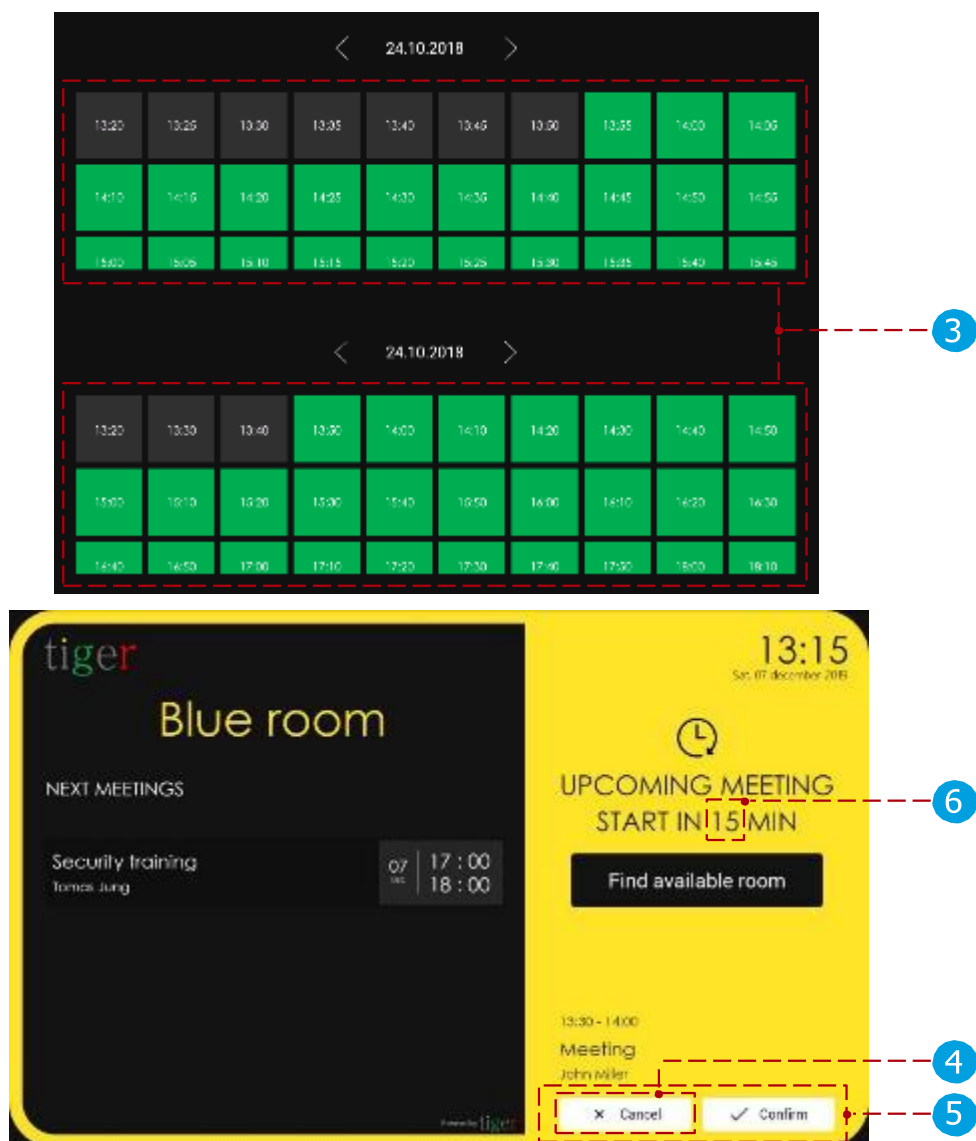 24.10.2018
13:20 13:25 13:30 13:35 13:40 13:45 13:50 13:55 14:00 14:05
14:10 14:15 14:20 14:25 14:30 14:35 14:40 14:45 14:50 14:55
15:00 15:05 15:10 15:15 15:20 15:25 15:30 15:35 15:40 15:45
3
24.10.2018
13:20 13:30 13:40 13:50 14:00 14:10 14:20 14:30 14:40 14:50
15:00 15:10 15:20 15:30 15:40 15:50 16:00 16:10 16:20 16:30
16:40 16:50 17:00 17:10 17:20 17:30 17:40 17:50 18:00 18:10
tiger
13:15
Sat. 07 december 2019
Blue room
UPCOMING MEETING
START IN 15 MIN
6
NEXT MEETINGS
Security training
Tomas Jung
07
17 : 00
18 : 00
Find available room
13:30 - 14:00
Meeting
John Miller
4
Cancel
Confirm
5
Powered by tiger